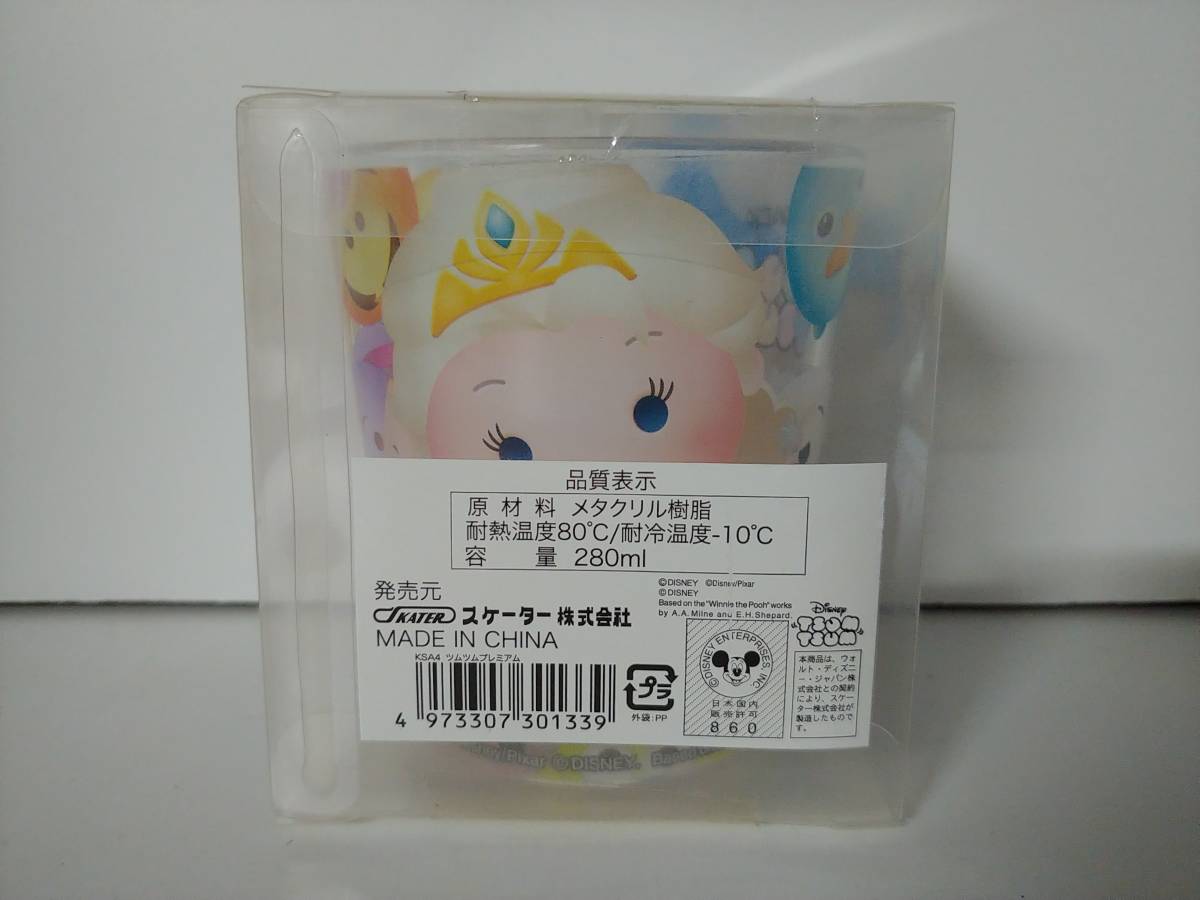 品質表示
原材料 メタクリル樹脂
耐熱温度80℃/耐冷温度-10℃
容量 280ml
発売元
SKATER スケーター株式会社
MADE IN CHINA
KSA4 ツムツムプレミアム
4 973307 301339
プラ
外袋:PP
©DISNEY ©Disney/Pixar
©DISNEY
Based on the "Winnie the Pooh" works
by A.A. Milne and E.H. Shepard.
©DISNEY ENTERPRISES, INC
日本国内
販売許可
860
Disney
TSUM
TSUM
本商品は、ウォ
ルト・ディズニ
ー・ジャパン株
式会社との契約
により、スケー
ター株式会社が
製造したもので
す。
/Pixar ©DISNEY. Based